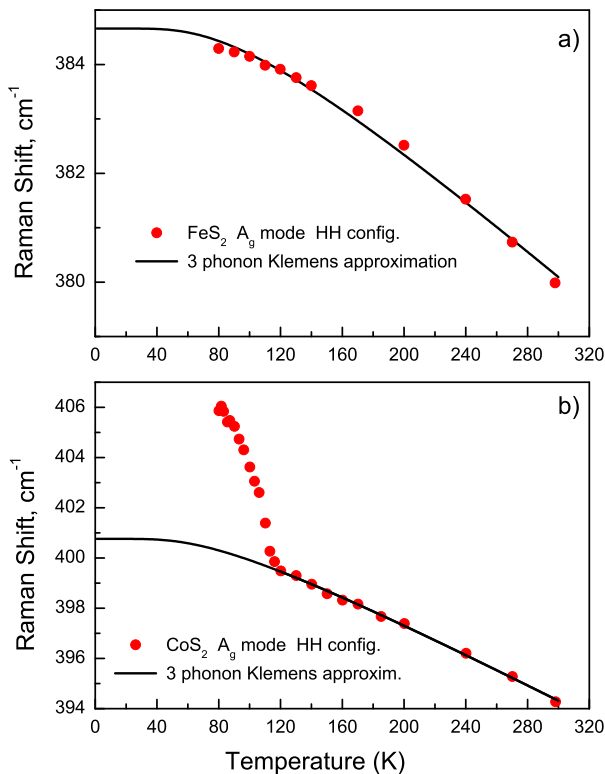 a)
384
382
380
Raman Shift, cm-1
FeS2 Ag mode HH config.
3 phonon Klemens approximation
0 40 80 120 160 200 240 280 320
b)
406
404
402
400
398
396
394
Raman Shift, cm-1
CoS2 Ag mode HH config.
3 phonon Klemens approxim.
0 40 80 120 160 200 240 280 320
Temperature (K)